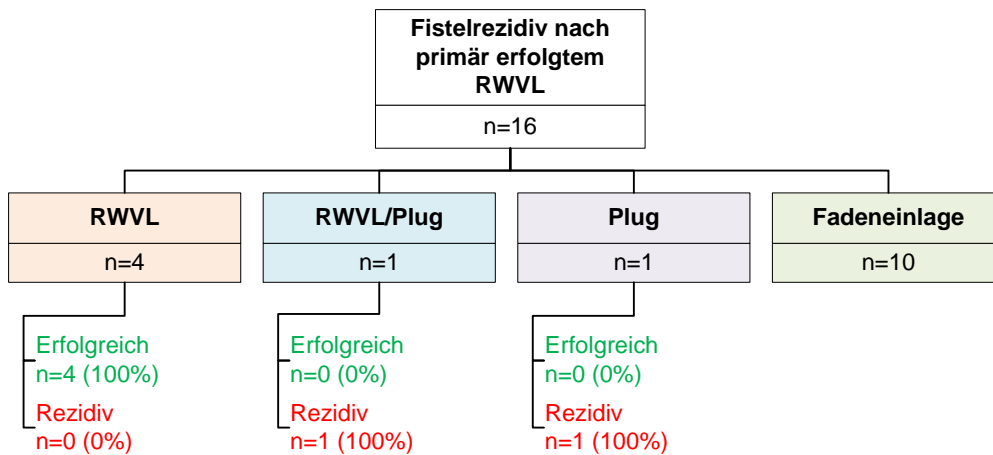 Fistelrezidiv nach
primär erfolgtem
RWVL
n=16
RWVL
n=4
RWVL/Plug
n=1
Plug
n=1
Fadeneinlage
n=10
Erfolgreich
n=4 (100%)
Rezidiv
n=0 (0%)
Erfolgreich
n=0 (0%)
Rezidiv
n=1 (100%)
Erfolgreich
n=0 (0%)
Rezidiv
n=1 (100%)